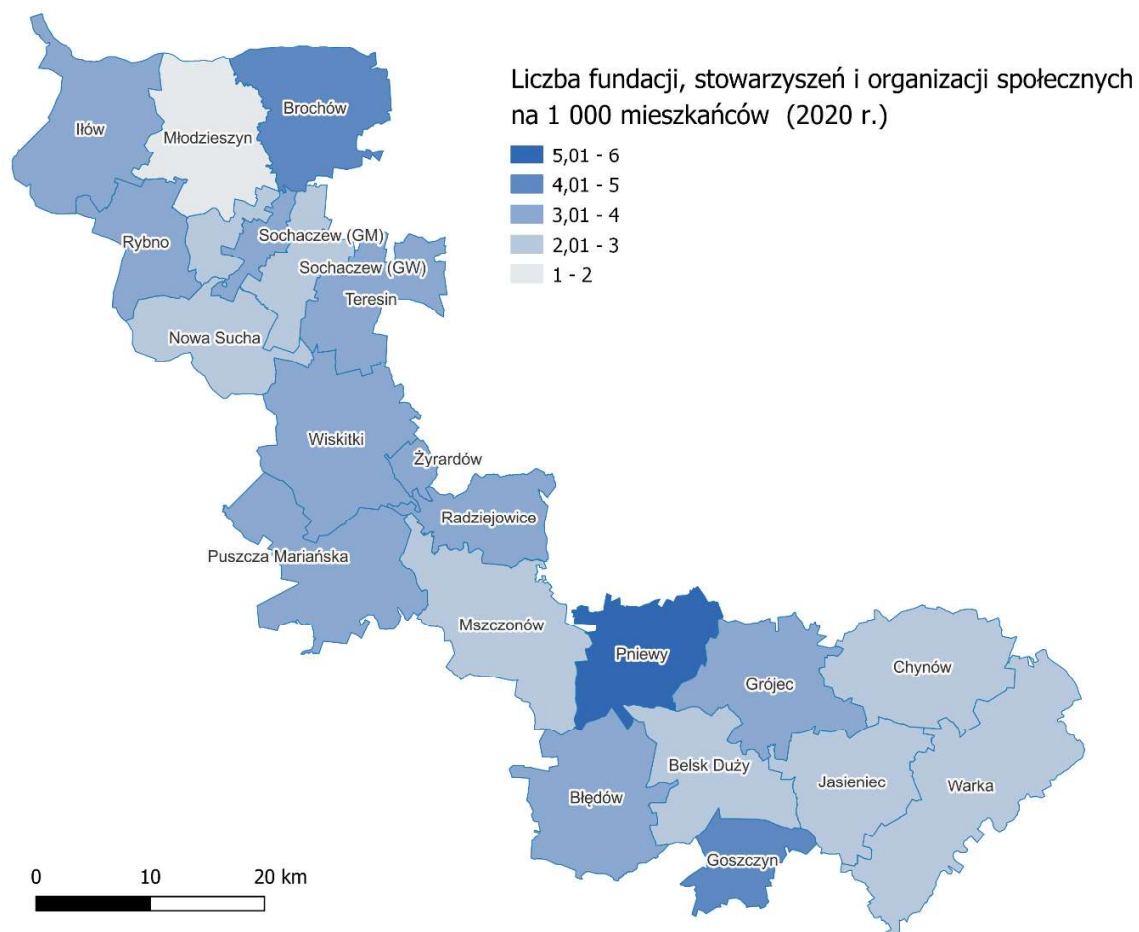 Liczba fundacji, stowarzyszeń i organizacji społecznych
na 1 000 mieszkańców (2020 r.)
5,01 - 6
4,01 - 5
3,01 - 4
2,01 - 3
1 - 2
Brochów
Iłów
Młodzieszyn
Rybno
Sochaczew (GM)
Sochaczew (GW)
Teresin
Nowa Sucha
Wiskitki
Żyrardów
Radziejowice
Puszcza Mariańska
Mszczonów
Pniewy
Grójec
Chynów
Belsk Duży
Jasieniec
Warka
Błędów
Goszczyn
0 10 20 km